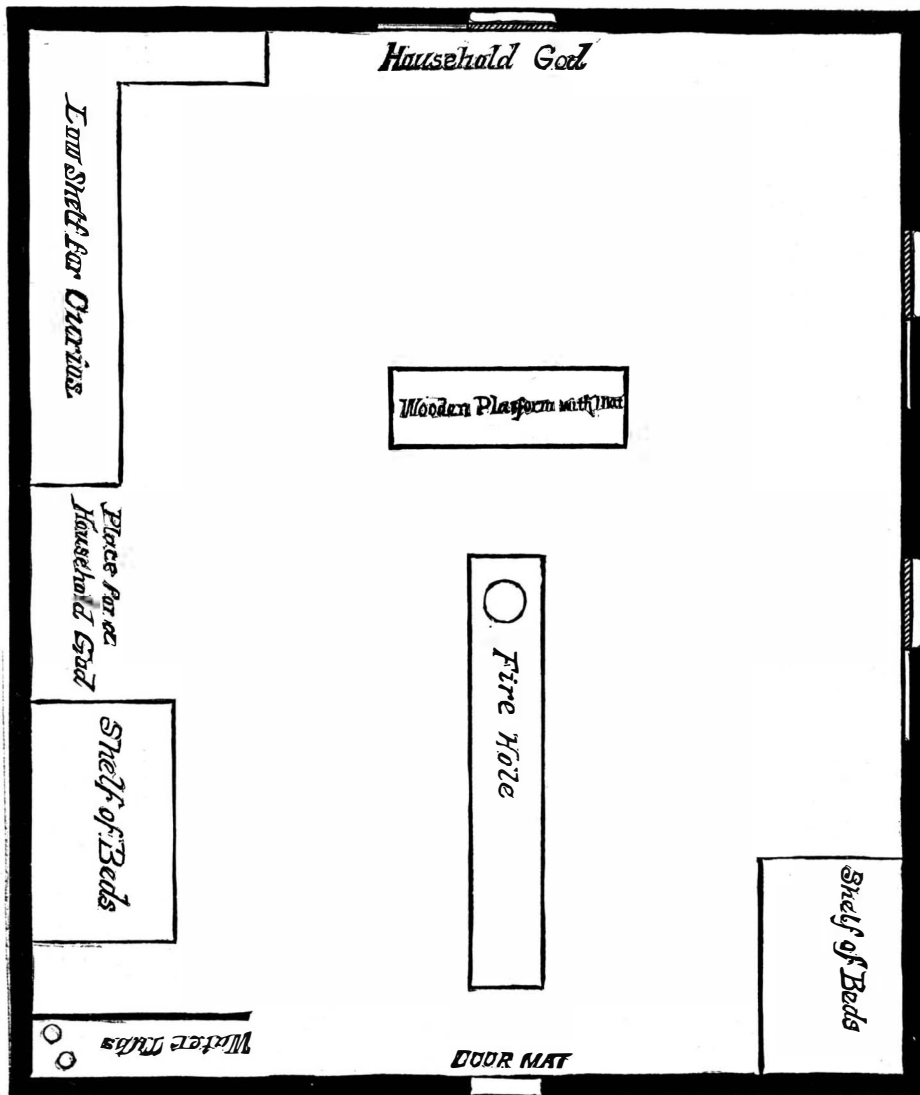 Household God
Low Shelf for Curius.
Wooden Platform with Mat
Place for a
Household God
Fire Hole
Shelf of Beds
Shelf of Beds
Water Tubs
DOOR MAT